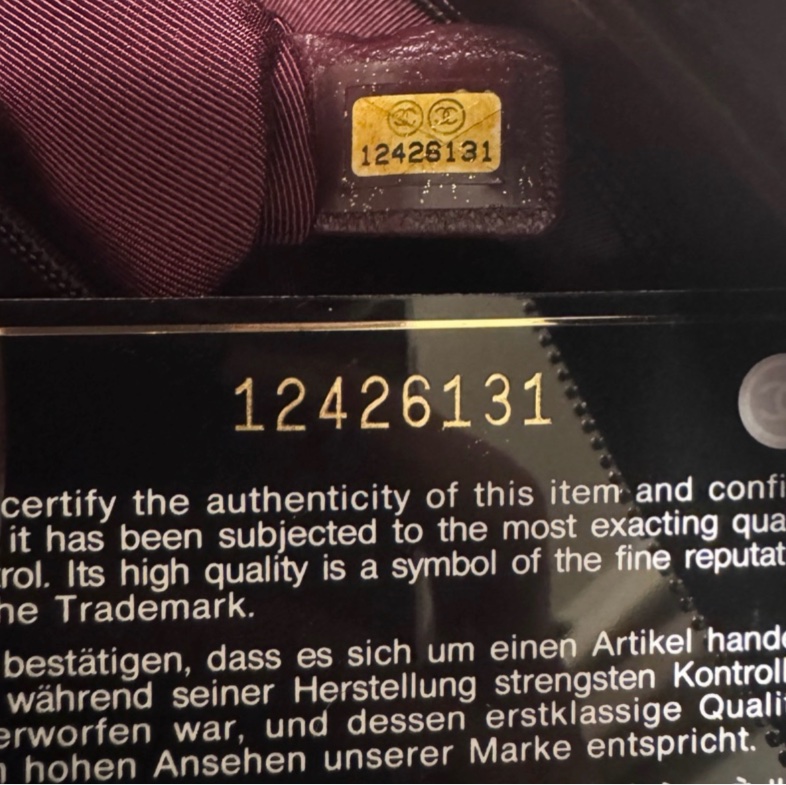 12426131
12426131
certify the authenticity of this item and confi
it has been subjected to the most exacting qua
rol. Its high quality is a symbol of the fine reputat
he Trademark.
bestätigen, dass es sich um einen Artikel hande
während seiner Herstellung strengsten Kontroll
erworfen war, und dessen erstklassige Quali
hohen Ansehen unserer Marke entspricht.